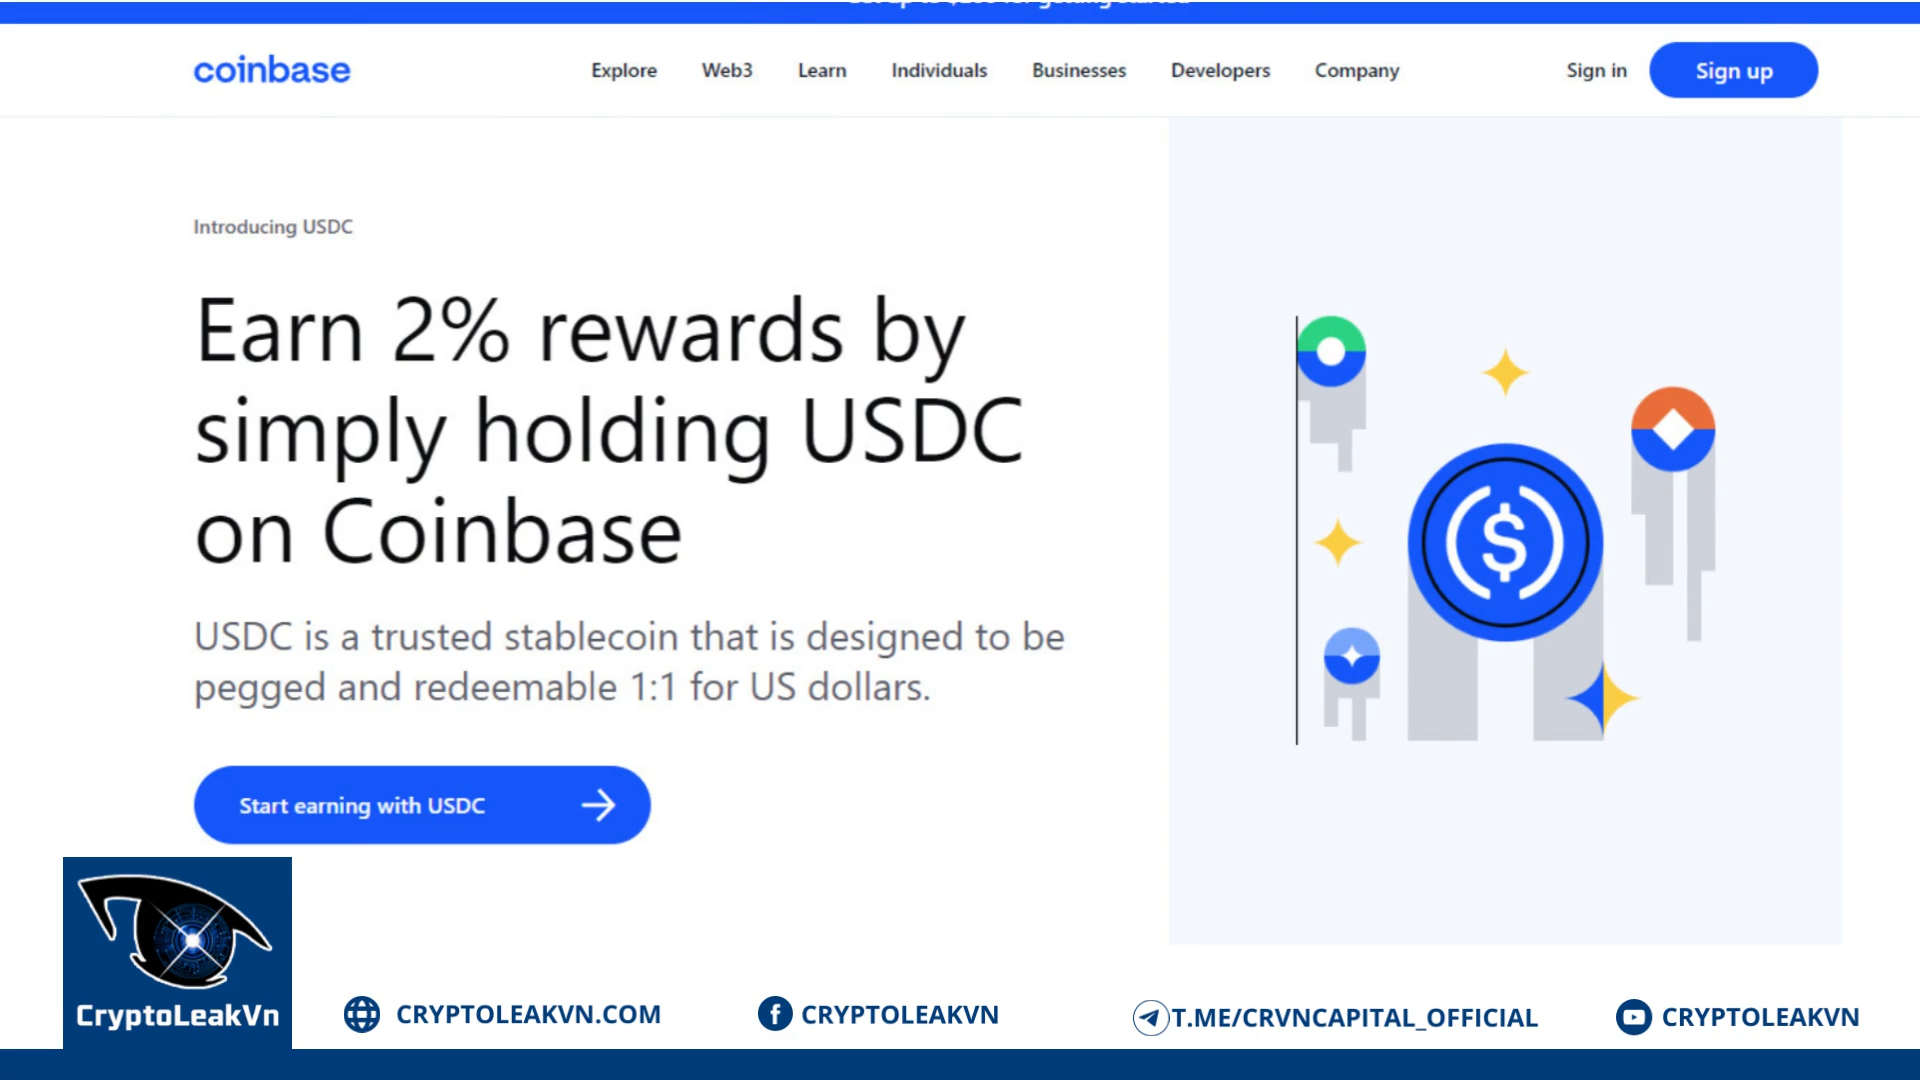 coinbase
Explore Web3 Learn Individuals Businesses Developers Company Sign in Sign up
Introducing USDC
Earn 2% rewards by
simply holding USDC
on Coinbase
USDC is a trusted stablecoin that is designed to be
pegged and redeemable 1:1 for US dollars.
Start earning with USDC
CryptoLeakVn
CRYPTOLEAKVN.COM
CRYPTOLEAKVN
T.ME/CRVNCAPITAL_OFFICIAL
CRYPTOLEAKVN